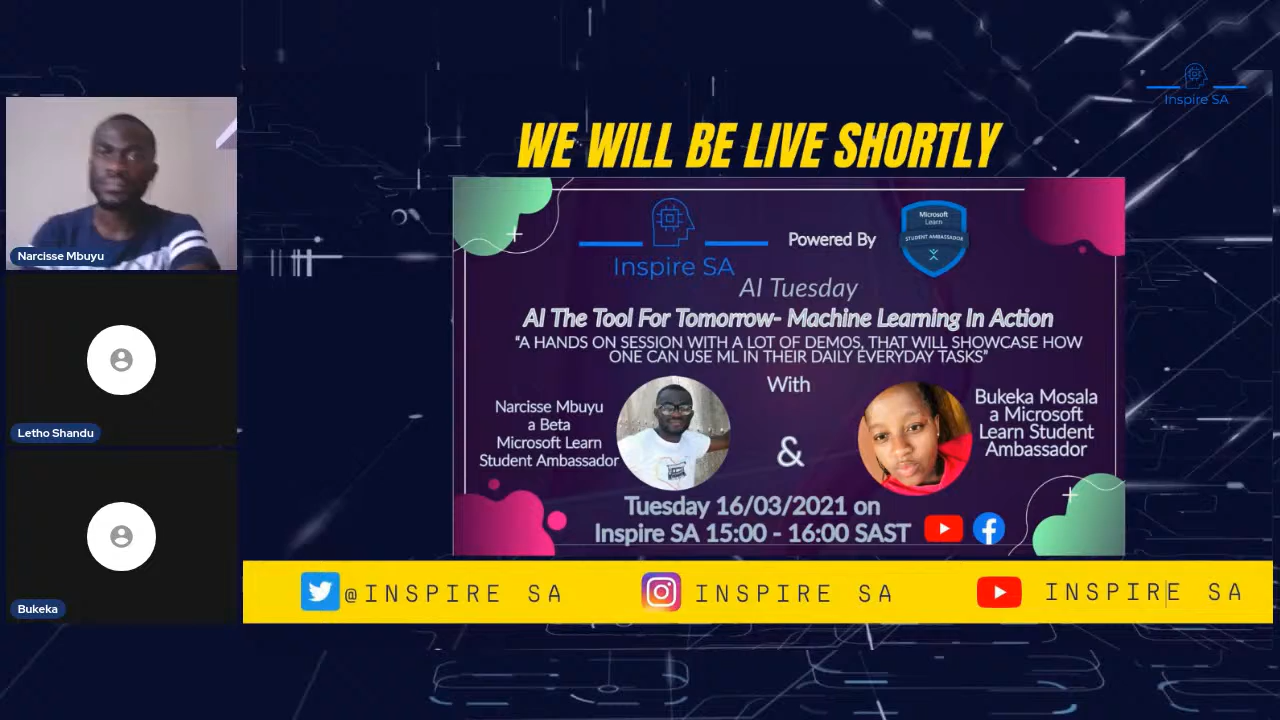 Inspire SA
WE WILL BE LIVE SHORTLY
Narcisse Mbuyu
Letho Shandu
Bukeka
Inspire SA
Powered By
Microsoft
Learn
STUDENT AMBASSADOR
AI Tuesday
AI The Tool For Tomorrow- Machine Learning In Action
“A HANDS ON SESSION WITH A LOT OF DEMOS, THAT WILL SHOWCASE HOW
ONE CAN USE ML IN THEIR DAILY EVERYDAY TASKS”
With
Narcisse Mbuyu
a Beta
Microsoft Learn
Student Ambassador
&
Bukeka Mosala
a Microsoft
Learn Student
Ambassador
Tuesday 16/03/2021 on
Inspire SA 15:00 - 16:00 SAST
@INSPIRE SA
INSPIRE SA
INSPIRE SA